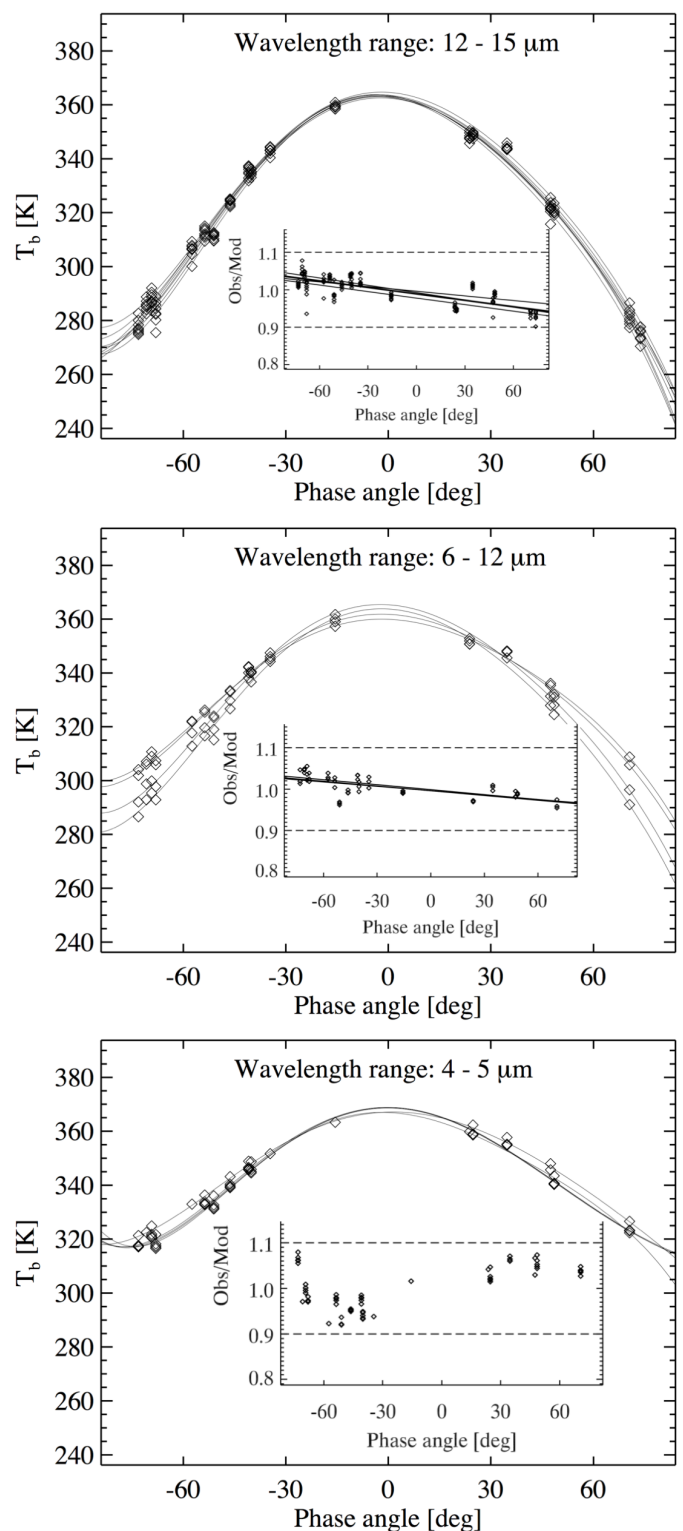 Wavelength range: 12 - 15 µm
380
360
340
320
300
280
260
240
T_b [K]
Obs/Mod
1.1
1.0
0.9
0.8
-60 -30 0 30 60
Phase angle [deg]
-60 -30 0 30 60
Phase angle [deg]
Wavelength range: 6 - 12 µm
380
360
340
320
300
280
260
240
T_b [K]
Obs/Mod
1.1
1.0
0.9
0.8
-60 -30 0 30 60
Phase angle [deg]
-60 -30 0 30 60
Phase angle [deg]
Wavelength range: 4 - 5 µm
380
360
340
320
300
280
260
240
T_b [K]
Obs/Mod
1.1
1.0
0.9
0.8
-60 -30 0 30 60
Phase angle [deg]
-60 -30 0 30 60
Phase angle [deg]